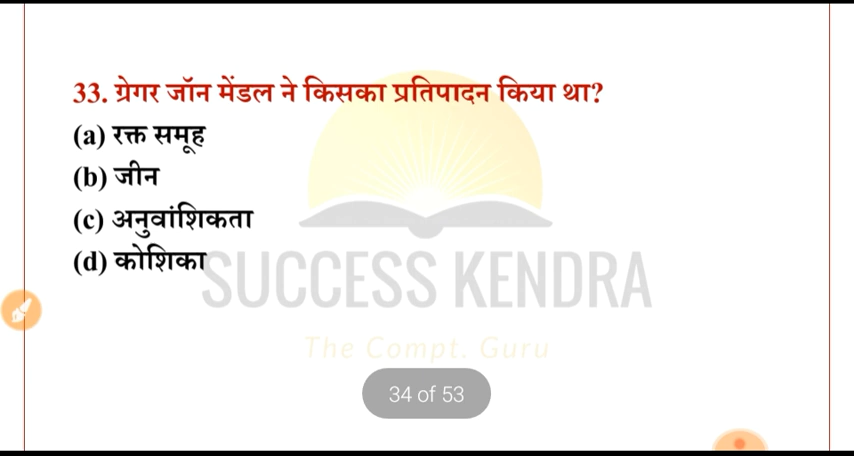 33. ग्रेगर जॉन मेंडल ने किसका प्रतिपादन किया था?
(a) रक्त समूह
(b) जीन
(c) अनुवांशिकता
(d) कोशिका
SUCCESS KENDRA
The Compt. Guru
34 of 53